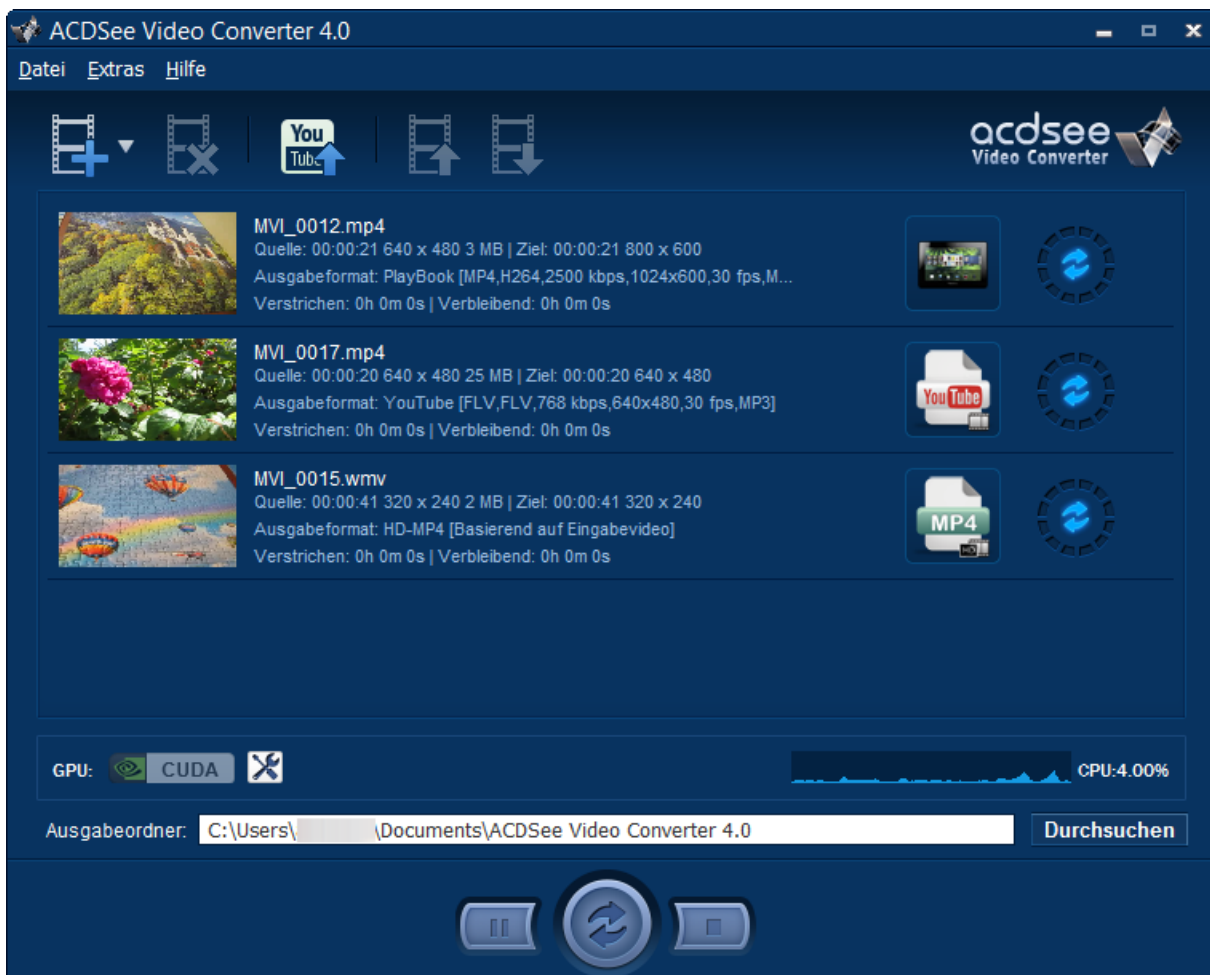 ACDSee Video Converter 4.0
Datei Extras Hilfe
You
Tube
acdsee
Video Converter
MVI_0012.mp4
Quelle: 00:00:21 640 x 480 3 MB | Ziel: 00:00:21 800 x 600
Ausgabeformat: PlayBook [MP4,H264,2500 kbps,1024x600,30 fps,M...
Verstrichen: 0h 0m 0s | Verbleibend: 0h 0m 0s
MVI_0017.mp4
Quelle: 00:00:20 640 x 480 25 MB | Ziel: 00:00:20 640 x 480
Ausgabeformat: YouTube [FLV,FLV,768 kbps,640x480,30 fps,MP3]
Verstrichen: 0h 0m 0s | Verbleibend: 0h 0m 0s
YouTube
MVI_0015.wmv
Quelle: 00:00:41 320 x 240 2 MB | Ziel: 00:00:41 320 x 240
Ausgabeformat: HD-MP4 [Basierend auf Eingabevideo]
Verstrichen: 0h 0m 0s | Verbleibend: 0h 0m 0s
MP4
HD
GPU: CUDA
CPU:4.00%
Ausgabeordner: C:\Users\ \Documents\ACDSee Video Converter 4.0 Durchsuchen